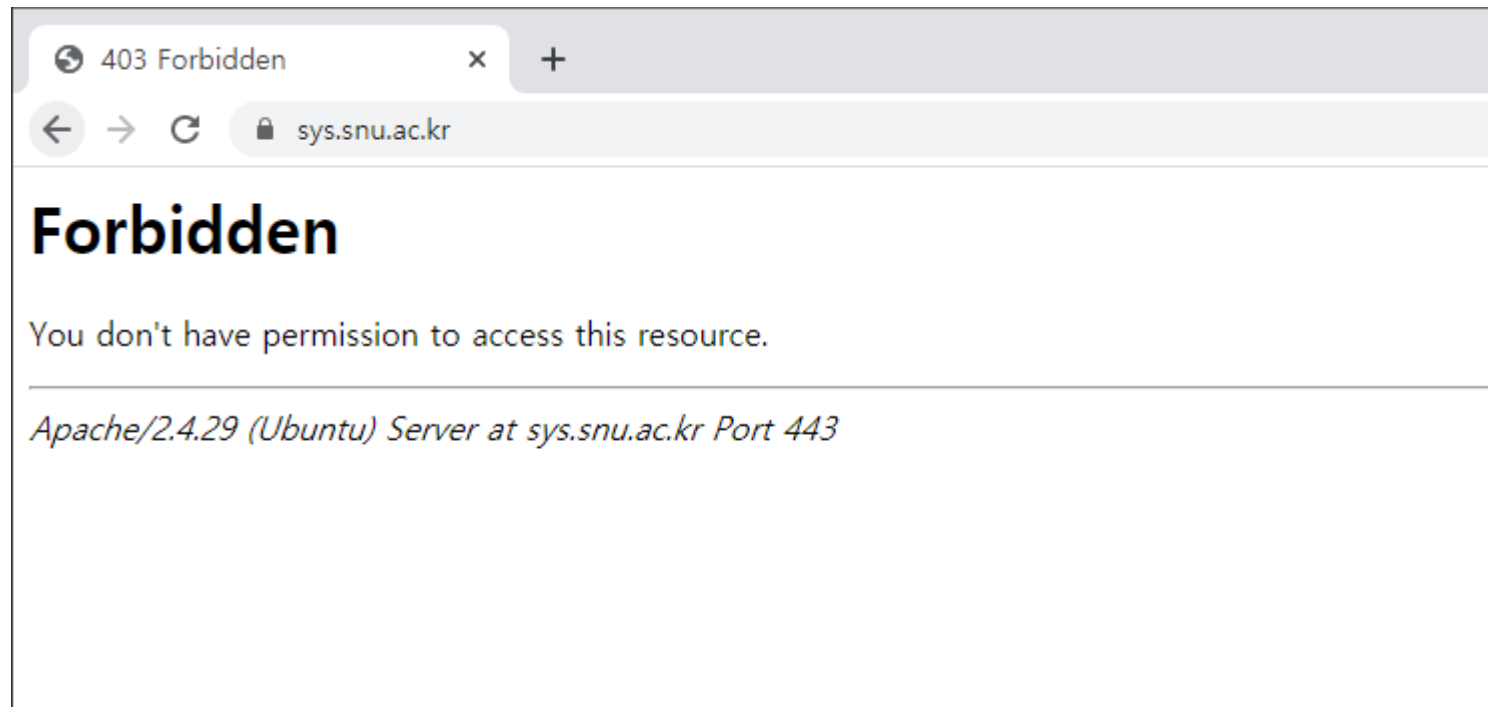 403 Forbidden
sys.snu.ac.kr
Forbidden
You don't have permission to access this resource.
Apache/2.4.29 (Ubuntu) Server at sys.snu.ac.kr Port 443